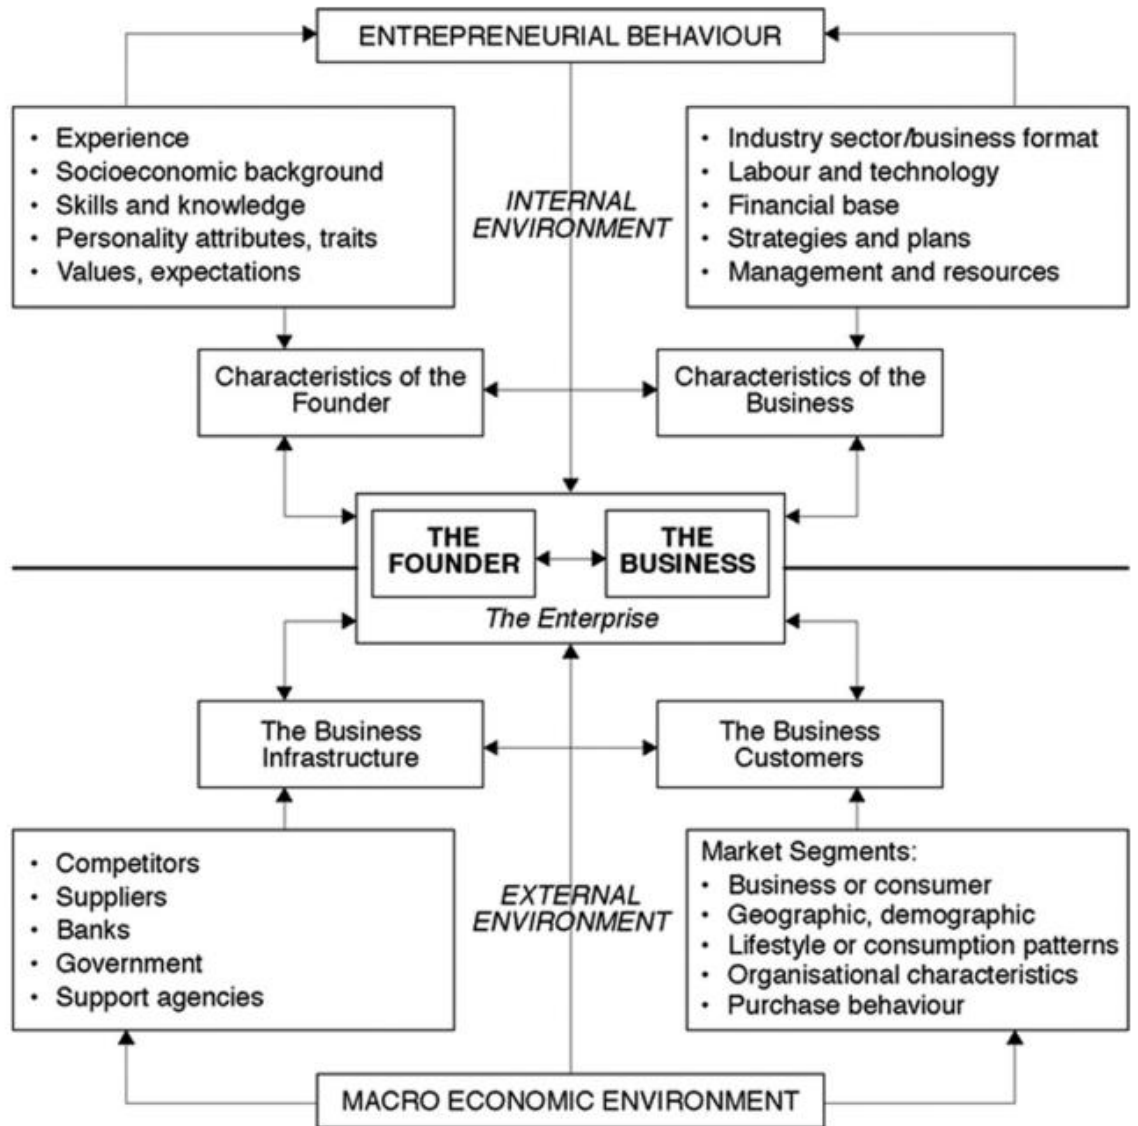 ENTREPRENEURIAL BEHAVIOUR
• Experience
• Socioeconomic background
• Skills and knowledge
• Personality attributes, traits
• Values, expectations
INTERNAL
ENVIRONMENT
• Industry sector/business format
• Labour and technology
• Financial base
• Strategies and plans
• Management and resources
Characteristics of the
Founder
Characteristics of the
Business
THE
FOUNDER
THE
BUSINESS
The Enterprise
The Business
Infrastructure
The Business
Customers
• Competitors
• Suppliers
• Banks
• Government
• Support agencies
EXTERNAL
ENVIRONMENT
Market Segments:
• Business or consumer
• Geographic, demographic
• Lifestyle or consumption patterns
• Organisational characteristics
• Purchase behaviour
MACRO ECONOMIC ENVIRONMENT